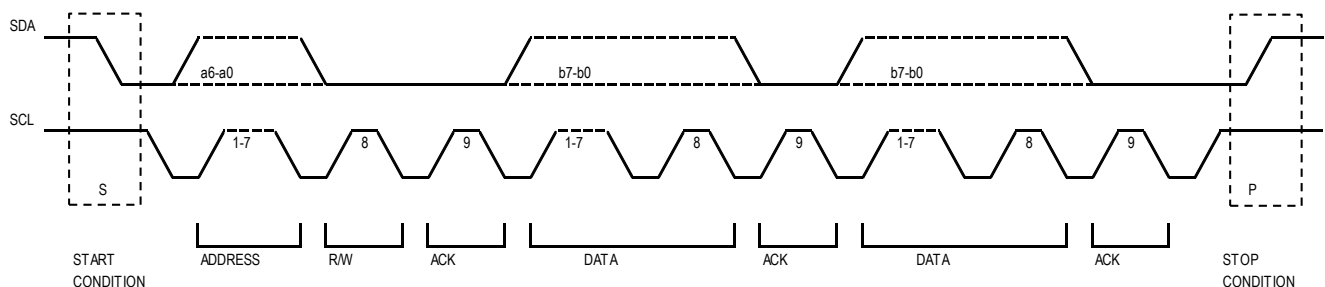 SDA
a6-a0 b7-b0 b7-b0
SCL
1-7 8 9 1-7 8 9 1-7 8 9
S P
START CONDITION
ADDRESS R/W ACK DATA ACK DATA ACK
STOP CONDITION